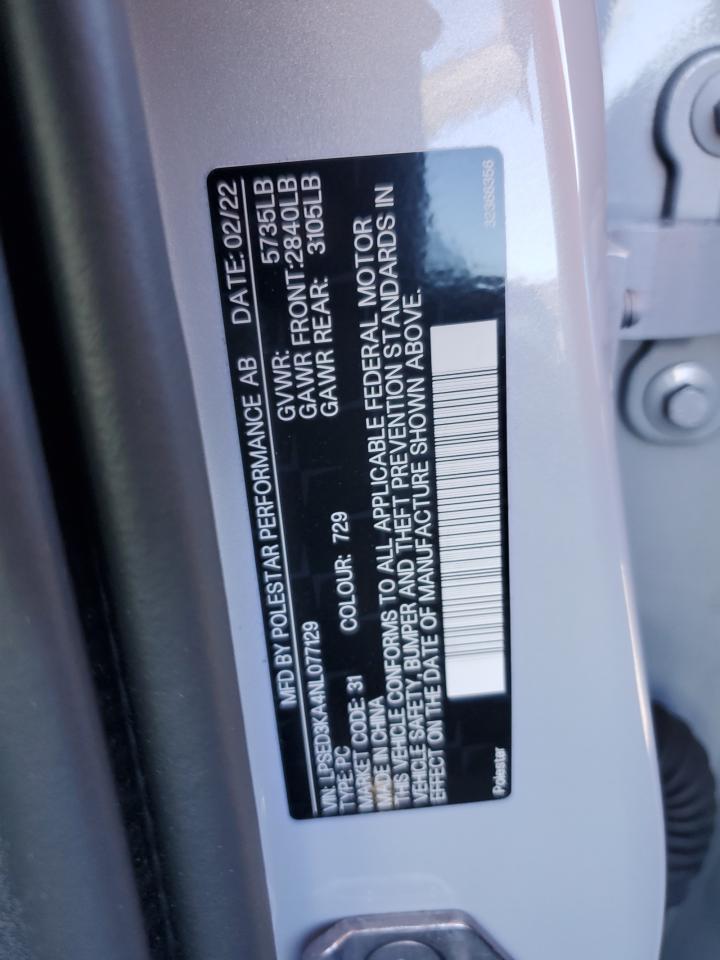 MFD BY POLESTAR PERFORMANCE AB DATE: 02/22
VIN: LPSED3KA4NL077129 GVWR: 5735LB
TYPE: PC GAWR FRONT: 2840LB
MARKET CODE: 31 COLOUR: 729 GAWR REAR: 3105LB
MADE IN CHINA
THIS VEHICLE CONFORMS TO ALL APPLICABLE FEDERAL MOTOR
VEHICLE SAFETY, BUMPER AND THEFT PREVENTION STANDARDS IN
EFFECT ON THE DATE OF MANUFACTURE SHOWN ABOVE.
Polestar 32368356